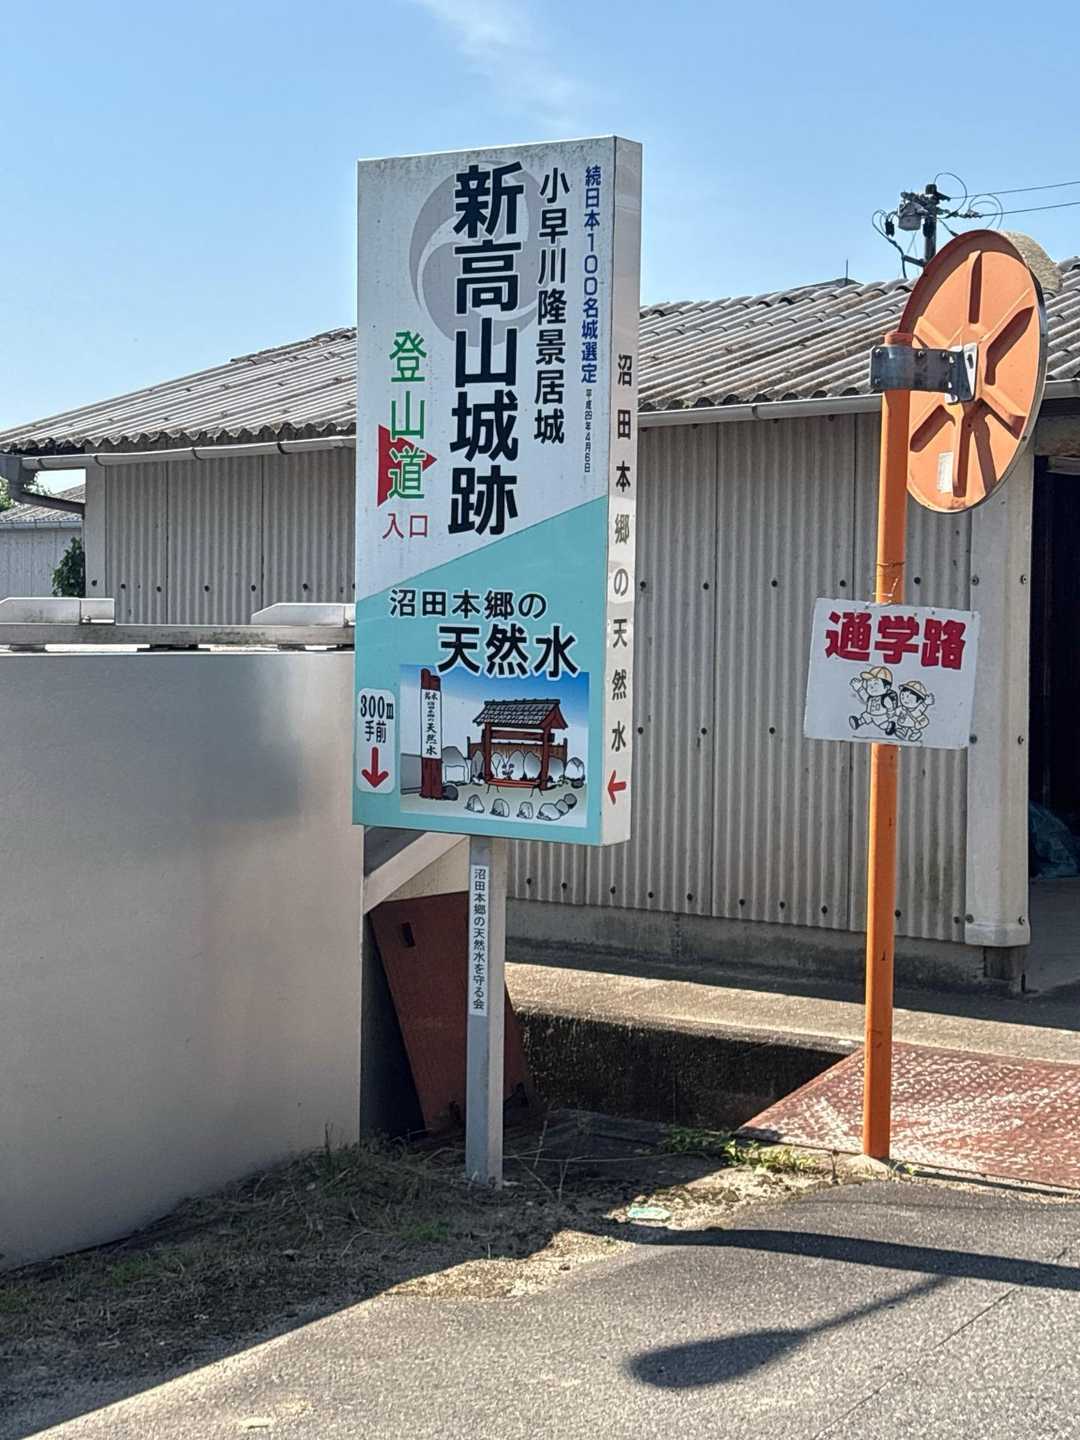 続日本100名城選定 平成29年4月6日
小早川隆景居城
新高山城跡
登山道
入口
沼田本郷の
天然水
300m
手前
沼田本郷の天然水
沼田本郷の天然水を守る会
通学路